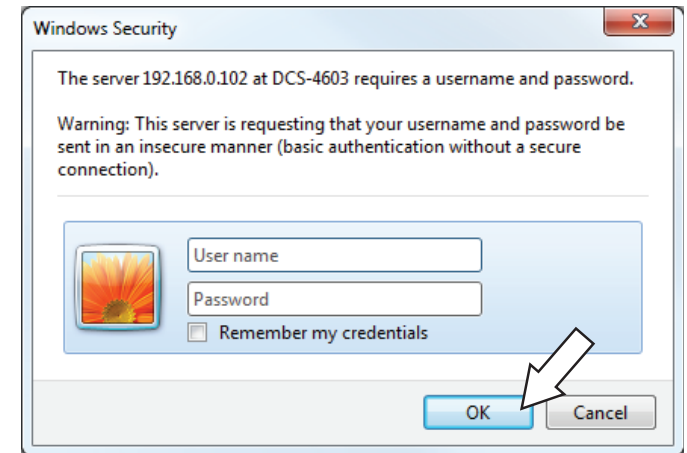 Windows Security
The server 192.168.0.102 at DCS-4603 requires a username and password.
Warning: This server is requesting that your username and password be
sent in an insecure manner (basic authentication without a secure
connection).
User name
Password
Remember my credentials
OK
Cancel